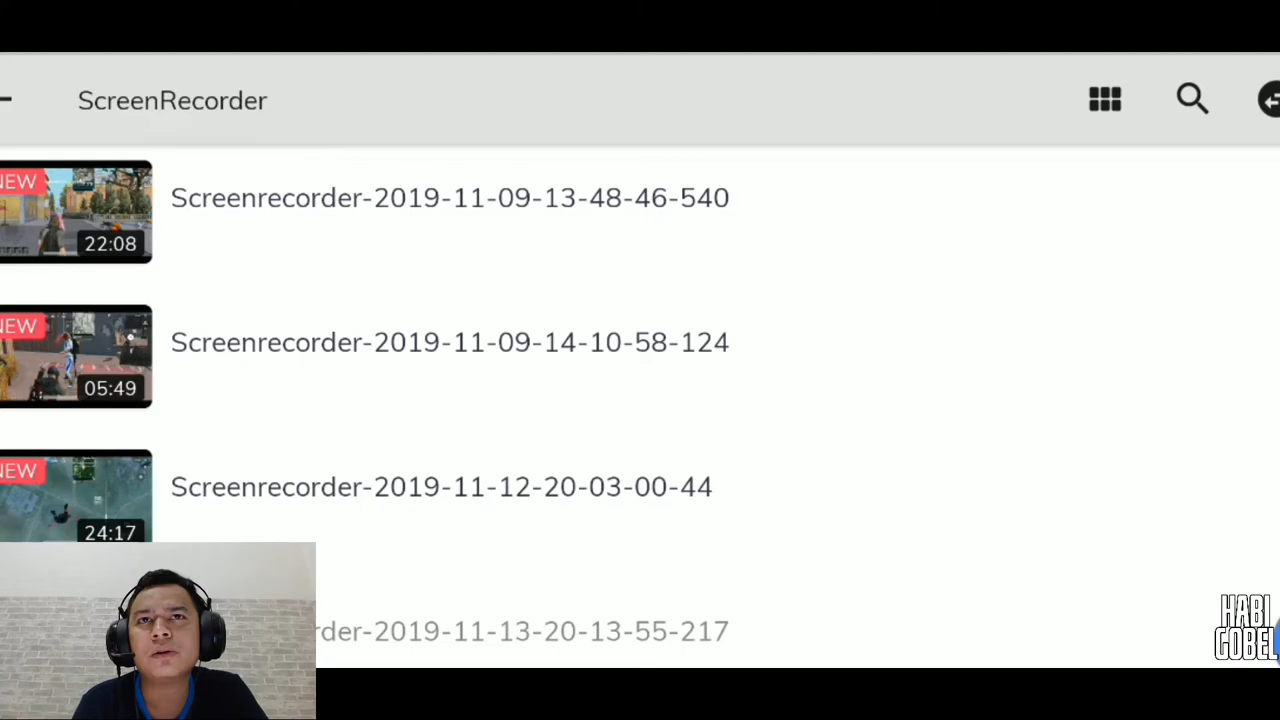 ScreenRecorder
NEW
22:08
Screenrecorder-2019-11-09-13-48-46-540
NEW
05:49
Screenrecorder-2019-11-09-14-10-58-124
NEW
24:17
Screenrecorder-2019-11-12-20-03-00-44
rder-2019-11-13-20-13-55-217
HABI
GOBEL